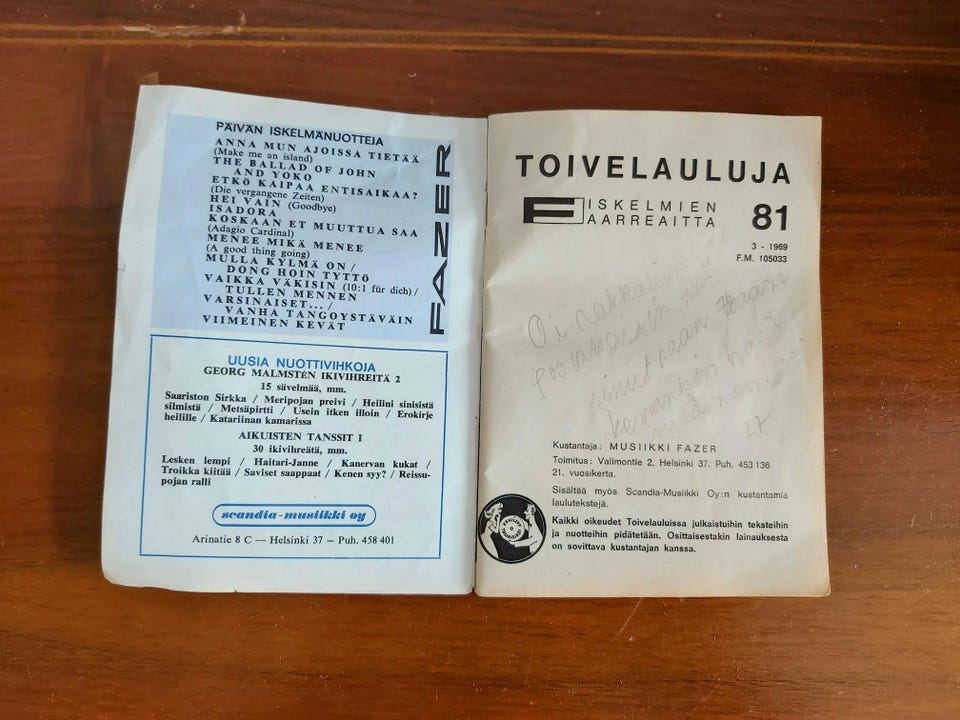 PÄIVÄN ISKELMÄNUOTTEJA
ANNA MUN AJOISSA TIETÄÄ
(Make me an island)
THE BALLAD OF JOHN
AND YOKO
ETKÖ KAIPAA ENTISAIKAA?
(Die vergangene Zeiten)
HEI VAIN (Goodbye)
ISADORA
KOSKAAN ET MUUTTUA SAA
(Adagio Cardinal)
MENEE MIKÄ MENEE
(A good thing going)
MULLA KYLMÄ ON /
DONG HOIN TYTTÖ
VAIKKA VÄKISIN (10:1 für dich) /
TULLEN MENNEN
VARSINAISET... /
VANHA TANGOYSTÄVÄIN
VIIMEINEN KEVÄT
FAZER
UUSIA NUOTTIVIHKOJA
GEORG MALMSTÉN IKIVIHREITÄ 2
15 sävelmää, mm.
Saariston Sirkka / Meripojan preivi / Heilini sinisistä
silmistä / Metsäpirtti / Usein itken illoin / Erokirje
heilille / Katariinan kamarissa
AIKUISTEN TANSSIT I
30 ikivihreätä, mm.
Lesken lempi / Haitari-Janne / Kanervan kukat /
Troikka kiitää / Saviset saappaat / Kenen syy? / Reissu-
pojan ralli
scandia-musiikki oy
Arinatie 8 C — Helsinki 37 — Puh. 458 401
TOIVELAULUJA
ISKELMIEN
AARREAITTA
81
3 - 1969
F.M. 105033
Oi
sinut saan
Kustantaja: MUSIIKKI FAZER
Toimitus: Valimontie 2, Helsinki 37. Puh. 453 136
21. vuosikerta.
Sisältää myös Scandia-Musiikki Oy:n kustantamia
laulutekstejä.
Kaikki oikeudet Toivelauluissa julkaistuihin teksteihin
ja nuotteihin pidätetään. Osittaisestakin lainauksesta
on sovittava kustantajan kanssa.